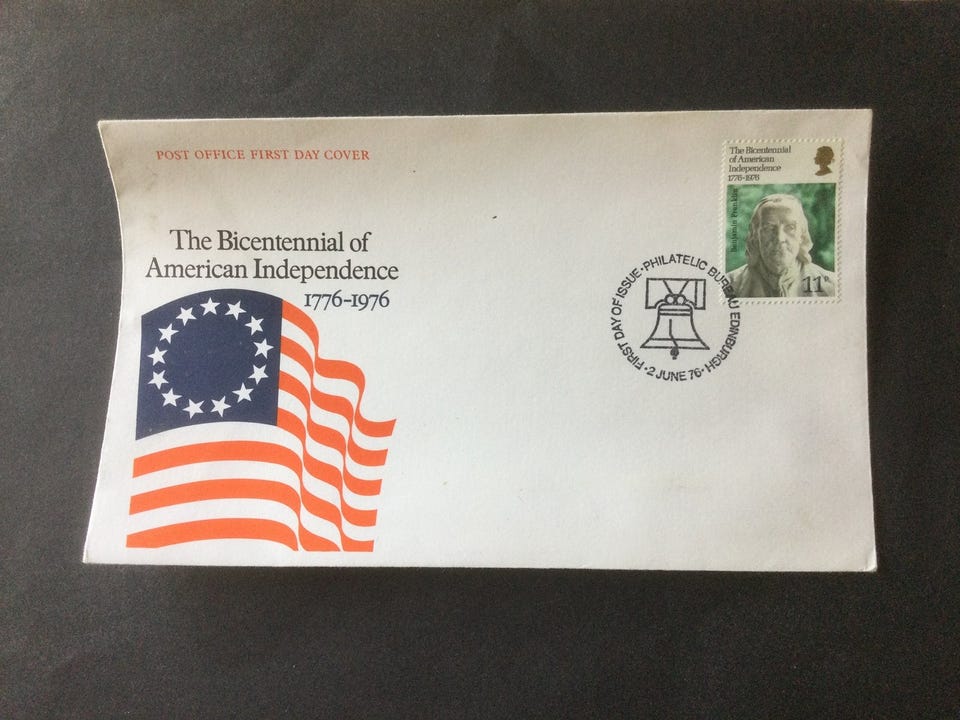 POST OFFICE FIRST DAY COVER
The Bicentennial of
American Independence
1776-1976
The Bicentennial
of American
Independence
1776-1976
Benjamin Franklin
11P
FIRST DAY OF ISSUE · PHILATELIC BUREAU EDINBURGH · 2 JUNE 76 ·